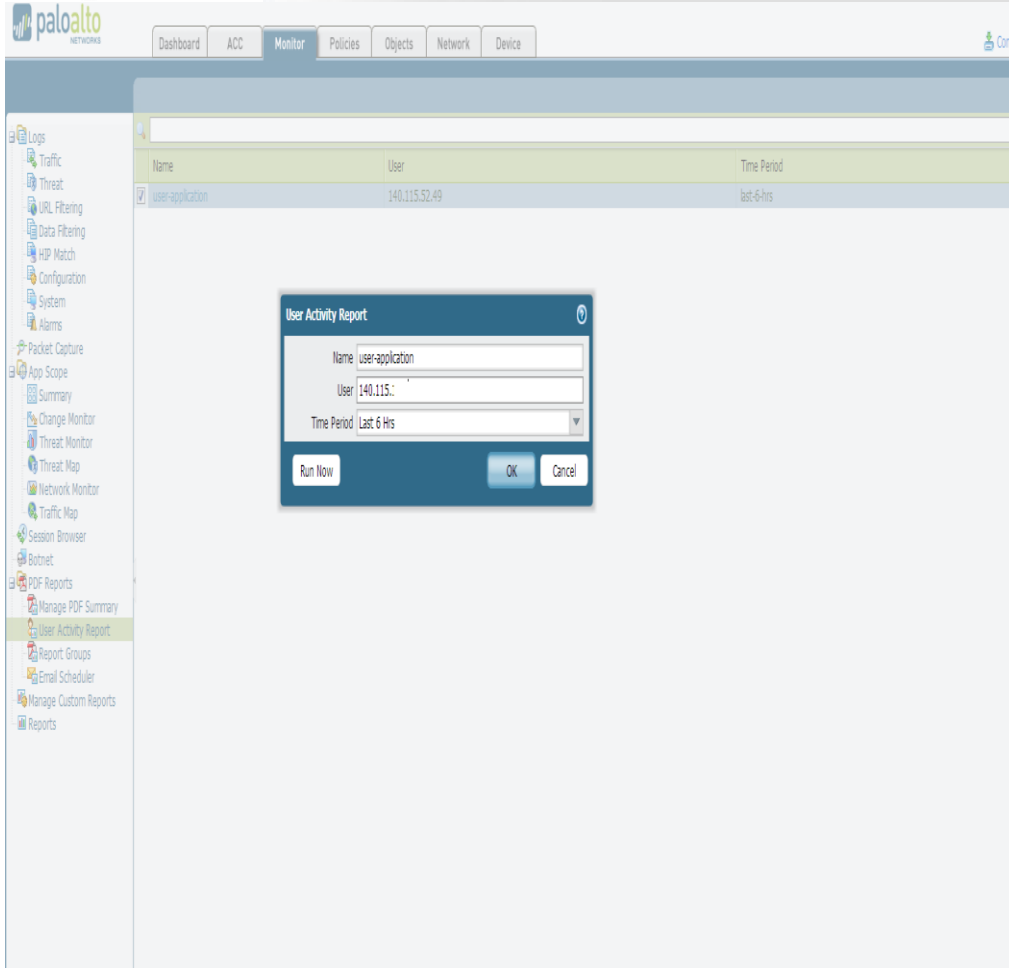 paloalto
NETWORKS
Dashboard ACC Monitor Policies Objects Network Device
Logs
Traffic
Threat
URL Filtering
Data Filtering
HIP Match
Configuration
System
Alarms
Packet Capture
App Scope
Summary
Change Monitor
Threat Monitor
Threat Map
Network Monitor
Traffic Map
Session Browser
Botnet
PDF Reports
Manage PDF Summary
User Activity Report
Report Groups
Email Scheduler
Manage Custom Reports
Reports
Name User Time Period
user-application 140.115.52.49 last-6-hrs
User Activity Report
Name user-application
User 140.115.
Time Period Last 6 Hrs
Run Now OK Cancel